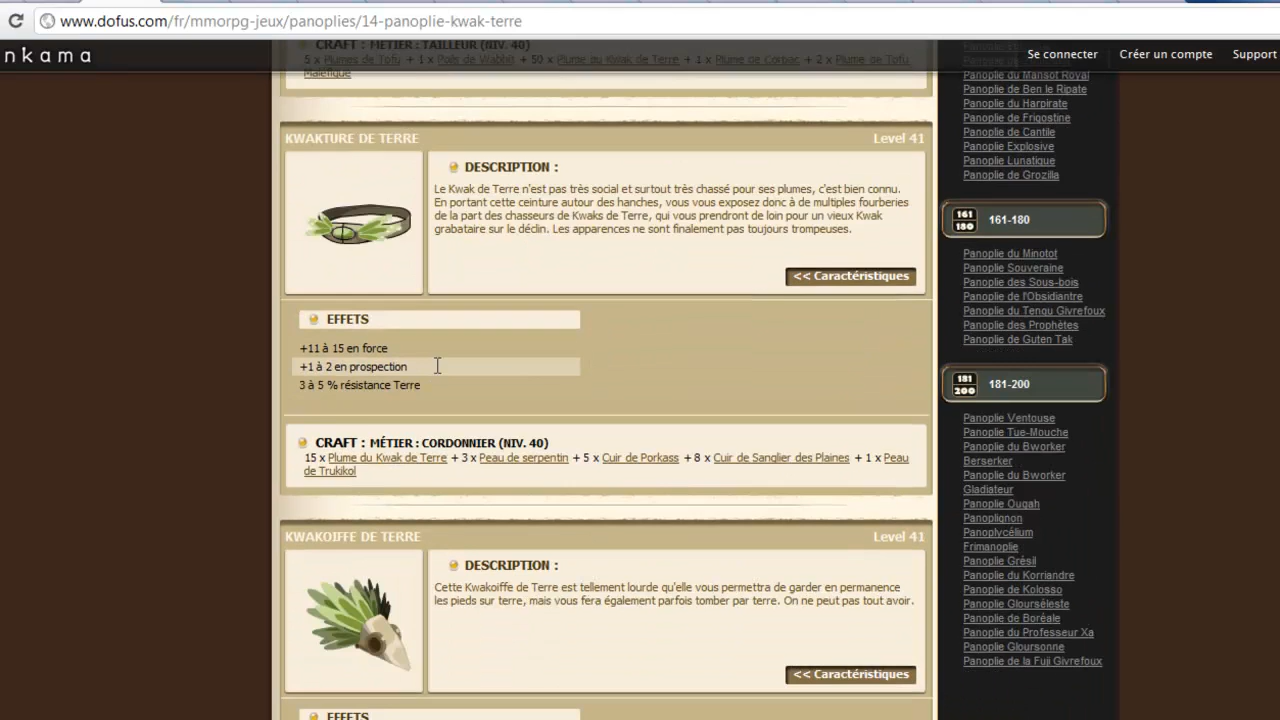 www.dofus.com/fr/mmorpg-jeux/panoplies/14-panoplie-kwak-terre
nkama
Se connecter
Créer un compte
Support
CRAFT : MÉTIER : TAILLEUR (NIV. 40)
5 x Plumes de Tofu + 1 x Poils de Wabbit + 50 x Plume du Kwak de Terre + 1 x Plume de Corbac + 2 x Plume de Tofu
Maléfique
KWAKTURE DE TERRE
Level 41
DESCRIPTION :
Le Kwak de Terre n'est pas très social et surtout très chassé pour ses plumes, c'est bien connu.
En portant cette ceinture autour des hanches, vous vous exposez donc à de multiples fourberies
de la part des chasseurs de Kwaks de Terre, qui vous prendront de loin pour un vieux Kwak
grabataire sur le déclin. Les apparences ne sont finalement pas toujours trompeuses.
<< Caractéristiques
EFFETS
+11 à 15 en force
+1 à 2 en prospection
3 à 5 % résistance Terre
CRAFT : MÉTIER : CORDONNIER (NIV. 40)
15 x Plume du Kwak de Terre + 3 x Peau de serpentin + 5 x Cuir de Porkass + 8 x Cuir de Sanglier des Plaines + 1 x Peau
de Trukikol
KWAKOIFFE DE TERRE
Level 41
DESCRIPTION :
Cette Kwakoiffe de Terre est tellement lourde qu'elle vous permettra de garder en permanence
les pieds sur terre, mais vous fera également parfois tomber par terre. On ne peut pas tout avoir.
<< Caractéristiques
EFFETS
Panoplie du Mansot Royal
Panoplie de Ben le Ripate
Panoplie du Harpirate
Panoplie de Frigostine
Panoplie de Cantile
Panoplie Explosive
Panoplie Lunatique
Panoplie de Grozilla
161
180
161-180
Panoplie du Minotot
Panoplie Souveraine
Panoplie des Sous-bois
Panoplie de l'Obsidiantre
Panoplie du Tengu Givrefoux
Panoplie des Prophètes
Panoplie de Guten Tak
181
200
181-200
Panoplie Ventouse
Panoplie Tue-Mouche
Panoplie du Bworker
Berserker
Panoplie du Bworker
Gladiateur
Panoplie Ougah
Panoplignon
Panoplycélium
Frimanoplie
Panoplie Grésil
Panoplie du Korriandre
Panoplie de Kolosso
Panoplie Glourséleste
Panoplie de Boréale
Panoplie du Professeur Xa
Panoplie Gloursonne
Panoplie de la Fuji Givrefoux